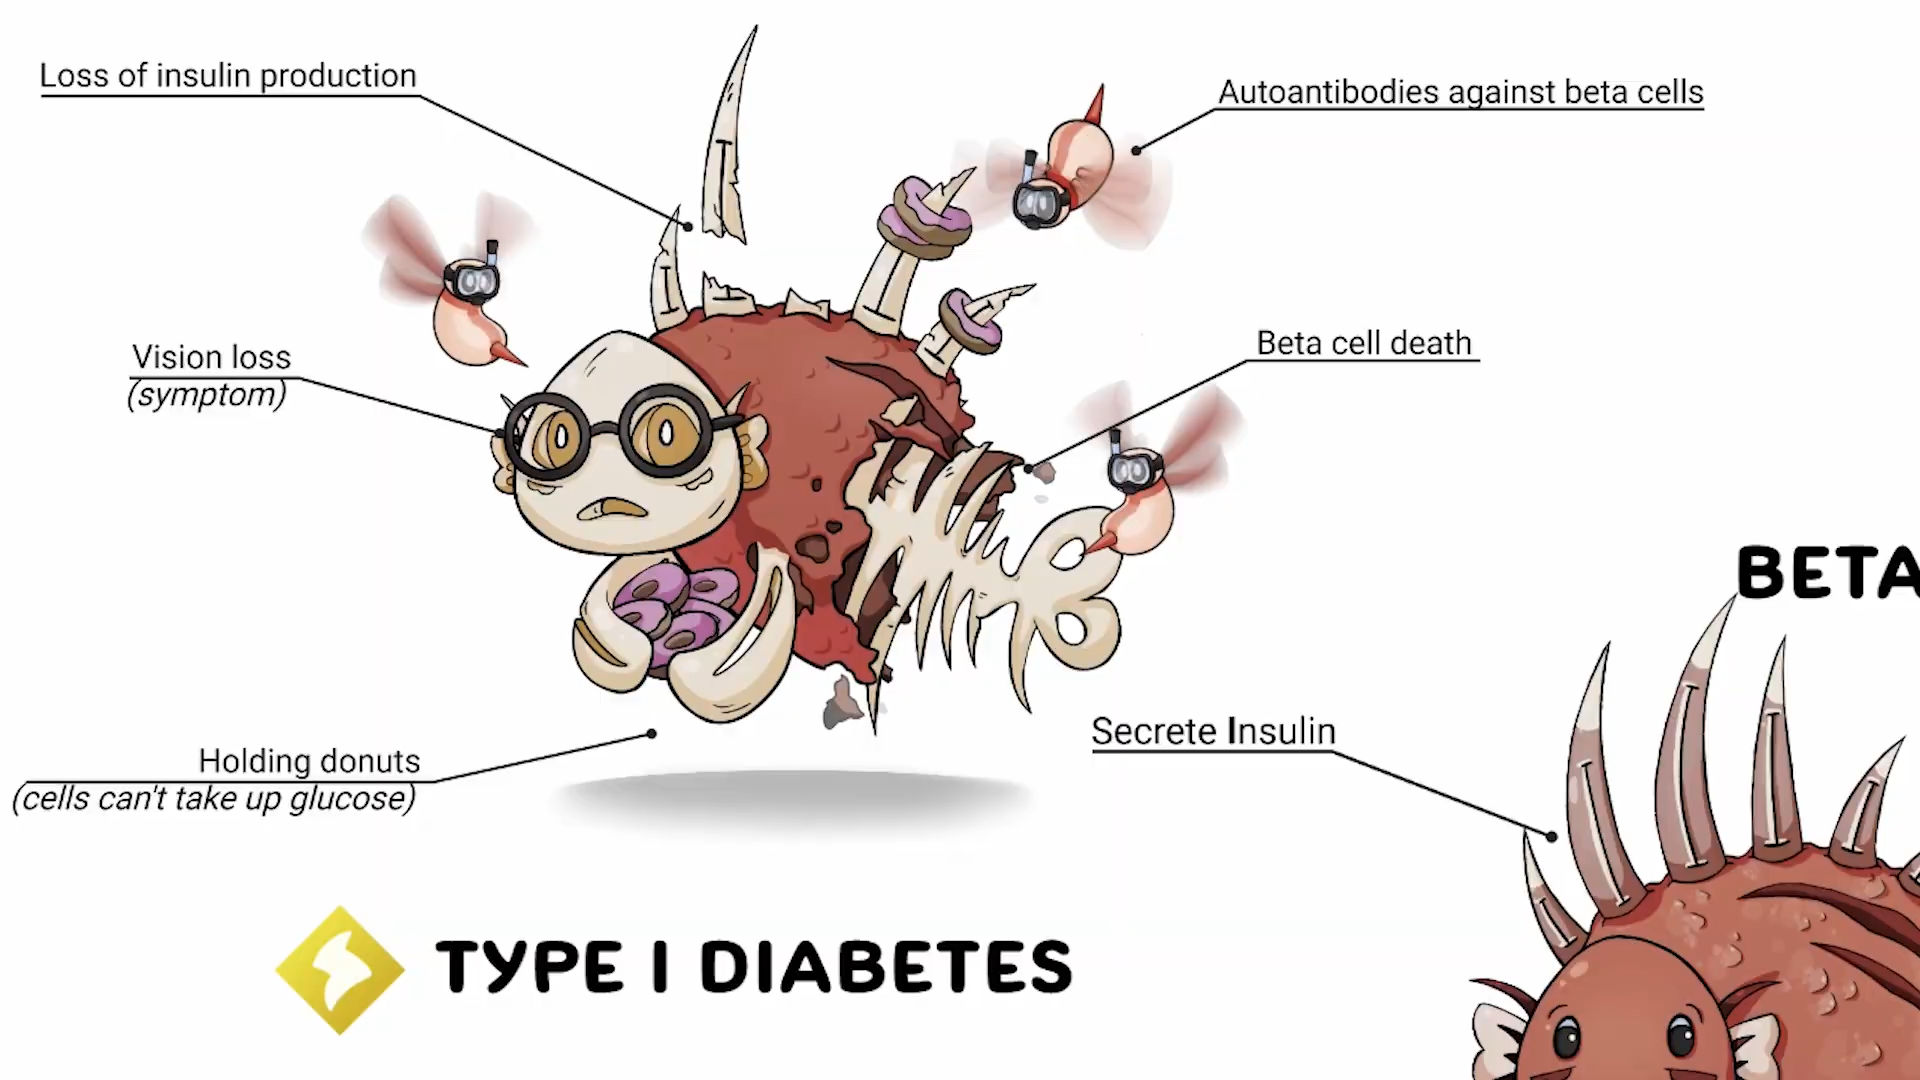 Loss of insulin production
Autoantibodies against beta cells
Vision loss
(symptom)
Beta cell death
BETA
Secrete Insulin
Holding donuts
(cells can't take up glucose)
TYPE I DIABETES